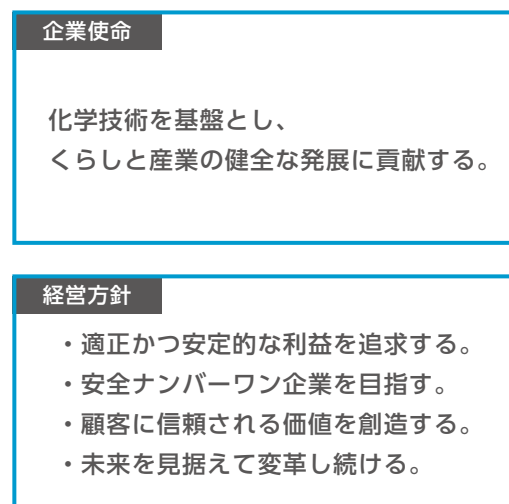 企業使命
化学技術を基盤とし、
くらしと産業の健全な発展に貢献する。
経営方針
・適正かつ安定的な利益を追求する。
・安全ナンバーワン企業を目指す。
・顧客に信頼される価値を創造する。
・未来を見据えて変革し続ける。